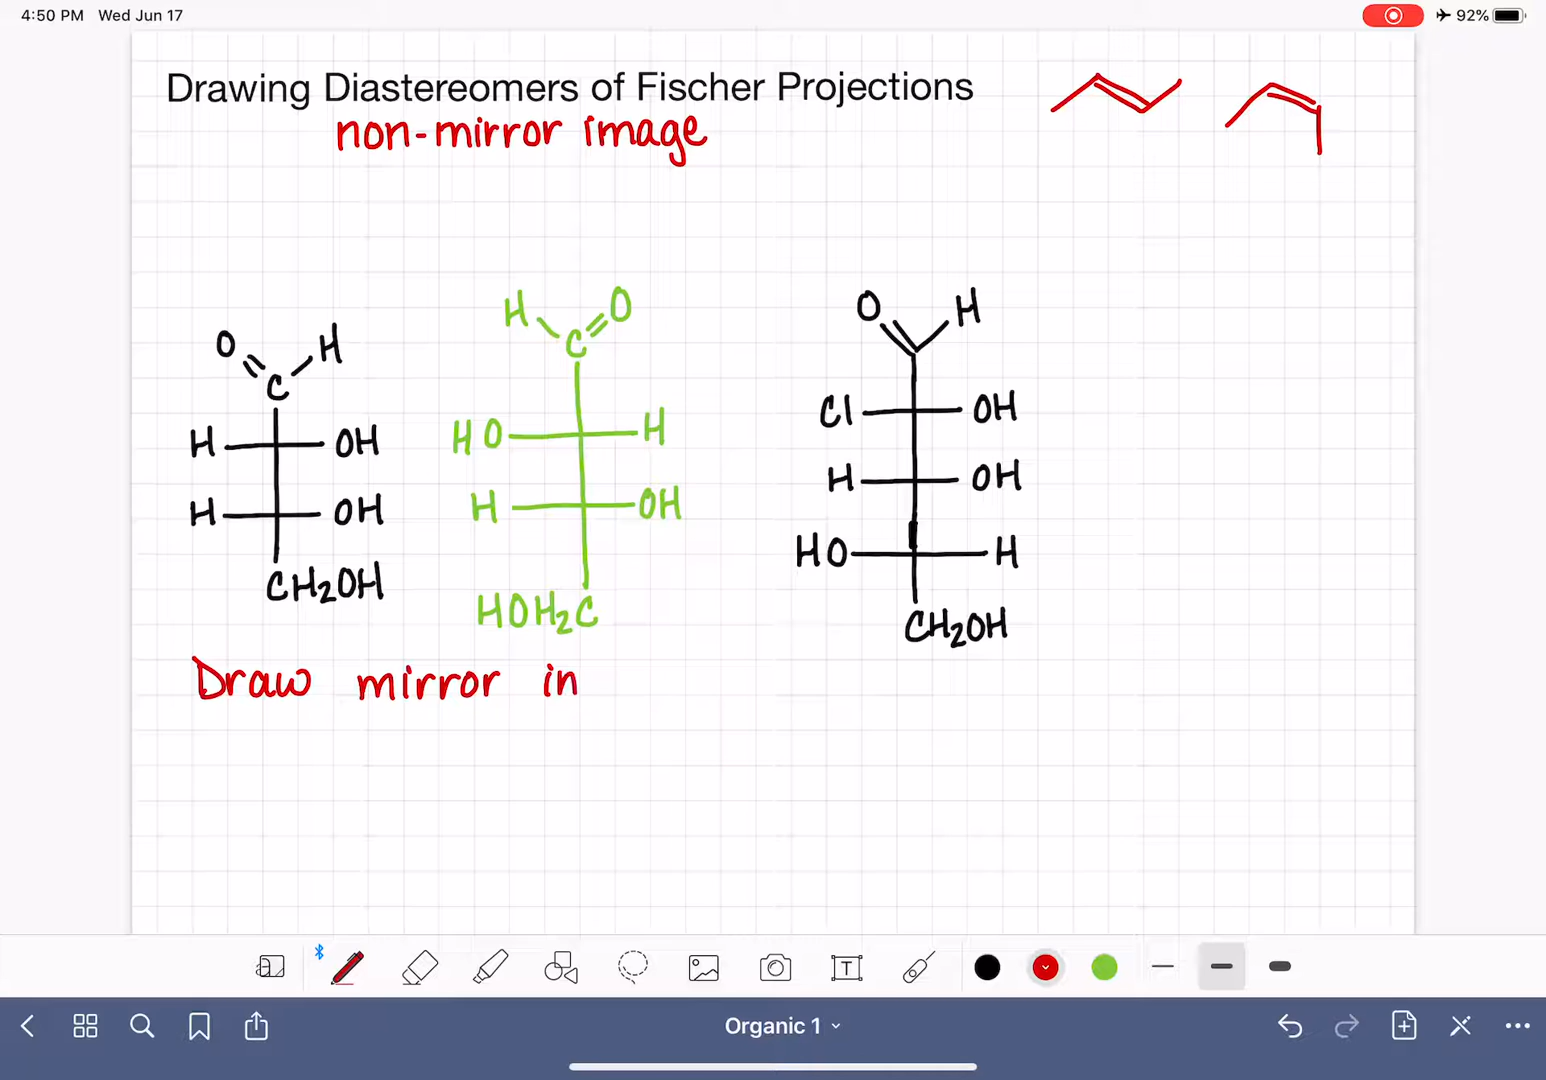 4:50 PM Wed Jun 17
92%
Drawing Diastereomers of Fischer Projections
non-mirror image
O H
C
H OH
H OH
CH₂OH
H O
C
HO H
H OH
HOH₂C
O H
Cl OH
H OH
HO H
CH₂OH
Draw mirror in
T
Organic 1